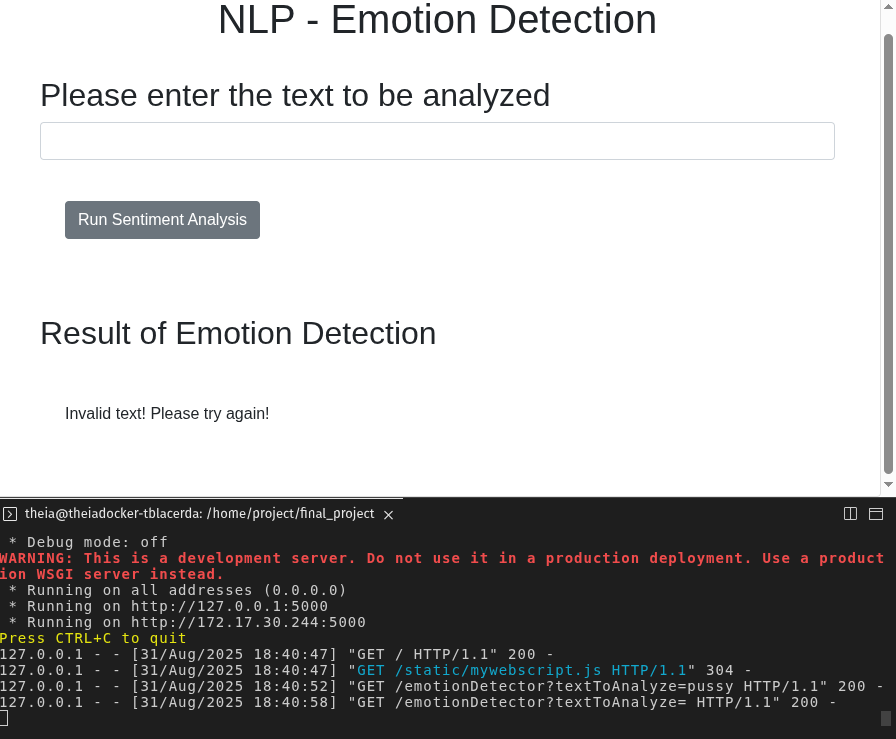 NLP - Emotion Detection
Please enter the text to be analyzed
Run Sentiment Analysis
Result of Emotion Detection
Invalid text! Please try again!
theia@theiadocker-tblacerda: /home/project/final_project
* Debug mode: off
WARNING: This is a development server. Do not use it in a production deployment. Use a product
ion WSGI server instead.
* Running on all addresses (0.0.0.0)
* Running on http://127.0.0.1:5000
* Running on http://172.17.30.244:5000
Press CTRL+C to quit
127.0.0.1 - - [31/Aug/2025 18:40:47] "GET / HTTP/1.1" 200 -
127.0.0.1 - - [31/Aug/2025 18:40:47] "GET /static/mywebscript.js HTTP/1.1" 304 -
127.0.0.1 - - [31/Aug/2025 18:40:52] "GET /emotionDetector?textToAnalyze=pussy HTTP/1.1" 200 -
127.0.0.1 - - [31/Aug/2025 18:40:58] "GET /emotionDetector?textToAnalyze= HTTP/1.1" 200 -